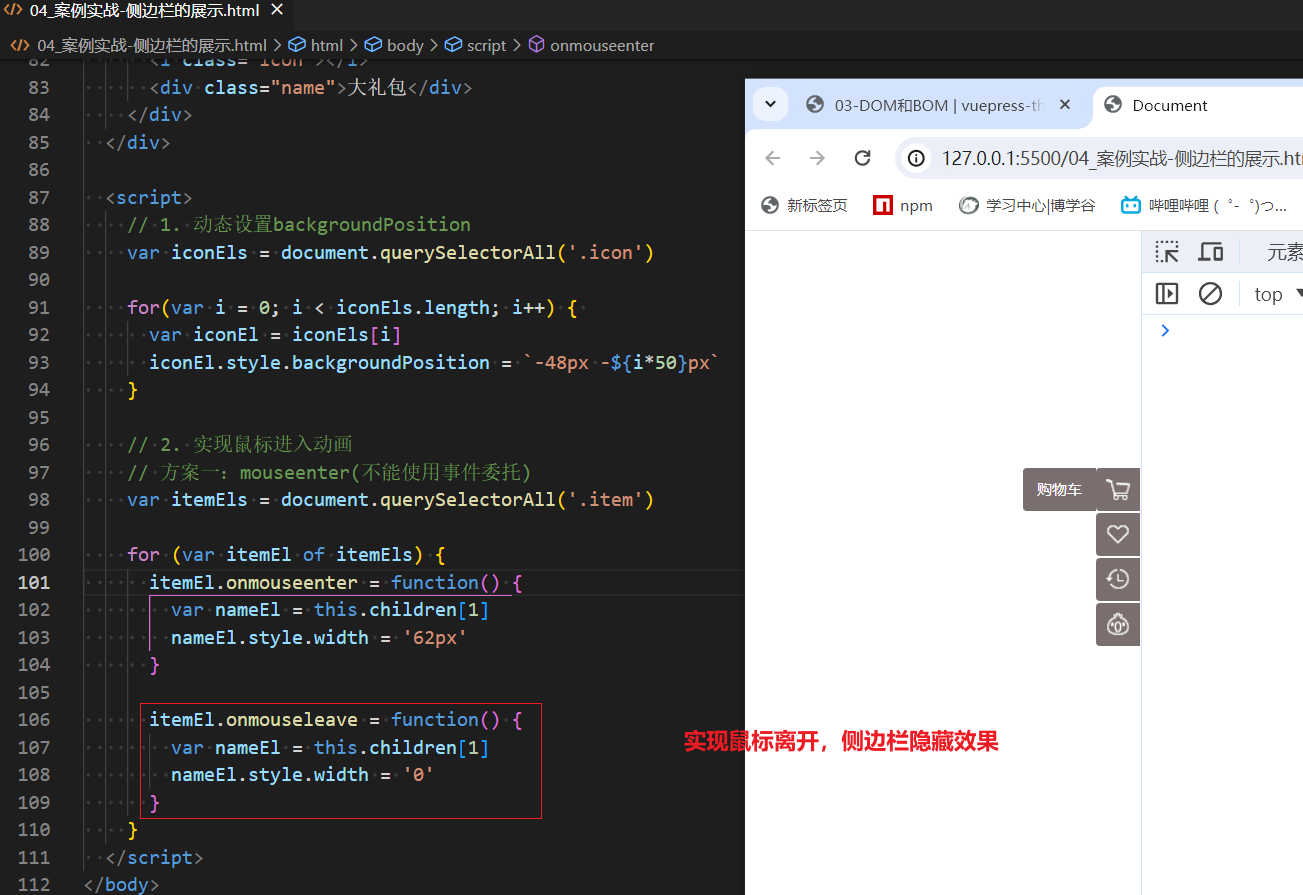 04_案例实战-侧边栏的展示.html
04_案例实战-侧边栏的展示.html > html > body > script > onmouseenter
82 <i class="icon"></i>
83 <div class="name">大礼包</div>
84 </div>
85 </div>
86
87 <script>
88 // 1. 动态设置backgroundPosition
89 var iconEls = document.querySelectorAll('.icon')
90
91 for(var i = 0; i < iconEls.length; i++) {
92 var iconEl = iconEls[i]
93 iconEl.style.backgroundPosition = `-48px -${i*50}px`
94 }
95
96 // 2. 实现鼠标进入动画
97 // 方案一: mouseenter(不能使用事件委托)
98 var itemEls = document.querySelectorAll('.item')
99
100 for (var itemEl of itemEls) {
101 itemEl.onmouseenter = function() {
102 var nameEl = this.children[1]
103 nameEl.style.width = '62px'
104 }
105
106 itemEl.onmouseleave = function() {
107 var nameEl = this.children[1]
108 nameEl.style.width = '0'
109 }
110 }
111 </script>
112 </body>
03-DOM和BOM | vuepress-th
Document
127.0.0.1:5500/04_案例实战-侧边栏的展示.ht
新标签页 npm 学习中心|博学谷 哔哩哔哩 ( ゜- ゜)つ...
元素
top
购物车
实现鼠标离开，侧边栏隐藏效果